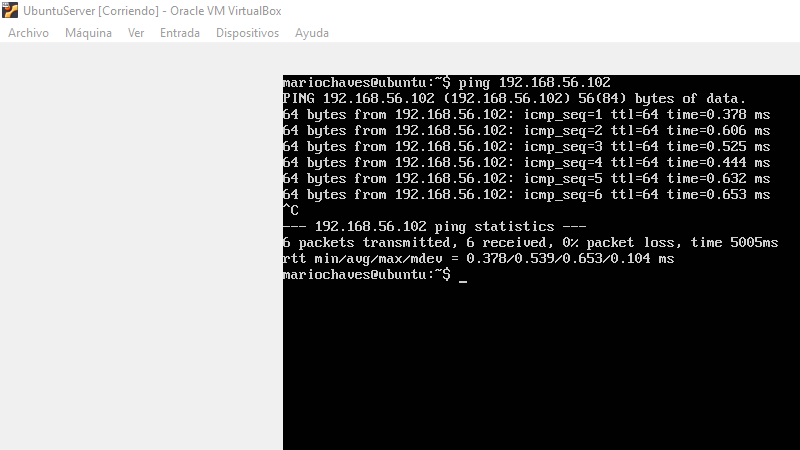 UbuntuServer [Corriendo] - Oracle VM VirtualBox
Archivo Máquina Ver Entrada Dispositivos Ayuda
mariochaves@ubuntu:~$ ping 192.168.56.102
PING 192.168.56.102 (192.168.56.102) 56(84) bytes of data.
64 bytes from 192.168.56.102: icmp_seq=1 ttl=64 time=0.378 ms
64 bytes from 192.168.56.102: icmp_seq=2 ttl=64 time=0.606 ms
64 bytes from 192.168.56.102: icmp_seq=3 ttl=64 time=0.525 ms
64 bytes from 192.168.56.102: icmp_seq=4 ttl=64 time=0.444 ms
64 bytes from 192.168.56.102: icmp_seq=5 ttl=64 time=0.632 ms
64 bytes from 192.168.56.102: icmp_seq=6 ttl=64 time=0.653 ms
^C
--- 192.168.56.102 ping statistics ---
6 packets transmitted, 6 received, 0% packet loss, time 5005ms
rtt min/avg/max/mdev = 0.378/0.539/0.653/0.104 ms
mariochaves@ubuntu:~$ _